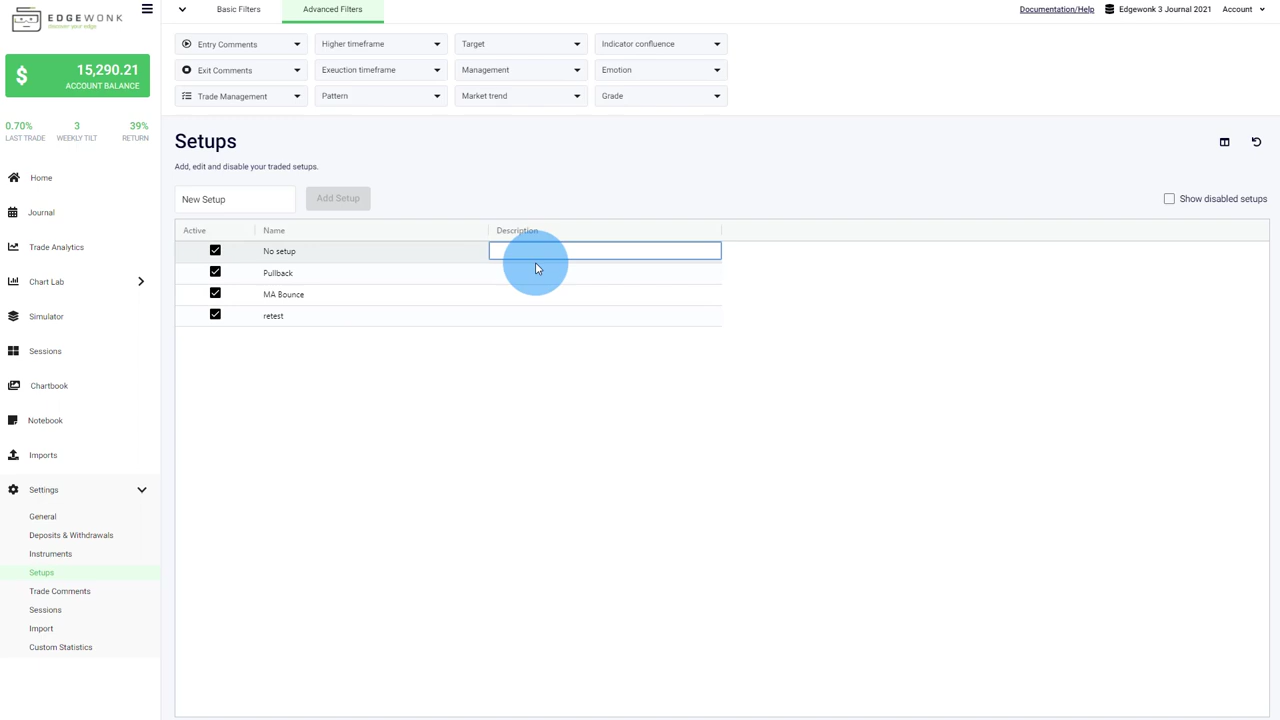 EDGEWONK
discover your edge
Basic Filters
Advanced Filters
Documentation/Help
Edgewonk 3 Journal 2021
Account
$
15,290.21
ACCOUNT BALANCE
0.70%
LAST TRADE
3
WEEKLY TILT
39%
RETURN
Home
Journal
Trade Analytics
Chart Lab
Simulator
Sessions
Chartbook
Notebook
Imports
Settings
General
Deposits & Withdrawals
Instruments
Setups
Trade Comments
Sessions
Import
Custom Statistics
Entry Comments
Higher timeframe
Target
Indicator confluence
Exit Comments
Exeuction timeframe
Management
Emotion
Trade Management
Pattern
Market trend
Grade
Setups
Add, edit and disable your traded setups.
New Setup
Add Setup
Show disabled setups
Active
Name
Description
No setup
Pullback
MA Bounce
retest